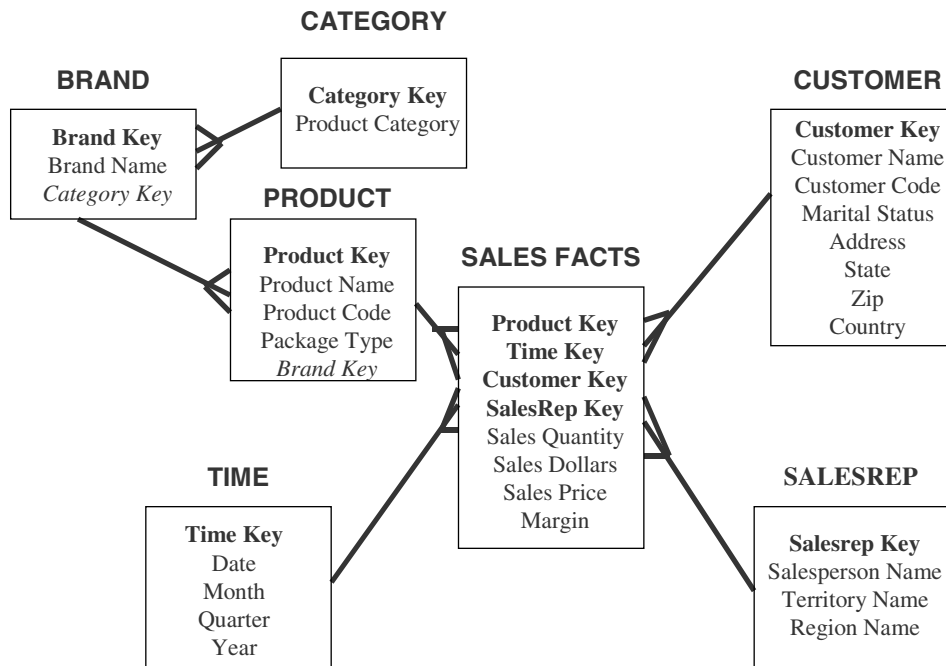 CATEGORY
Category Key
Product Category
BRAND
Brand Key
Brand Name
Category Key
PRODUCT
Product Key
Product Name
Product Code
Package Type
Brand Key
SALES FACTS
Product Key
Time Key
Customer Key
SalesRep Key
Sales Quantity
Sales Dollars
Sales Price
Margin
CUSTOMER
Customer Key
Customer Name
Customer Code
Marital Status
Address
State
Zip
Country
TIME
Time Key
Date
Month
Quarter
Year
SALESREP
Salesrep Key
Salesperson Name
Territory Name
Region Name